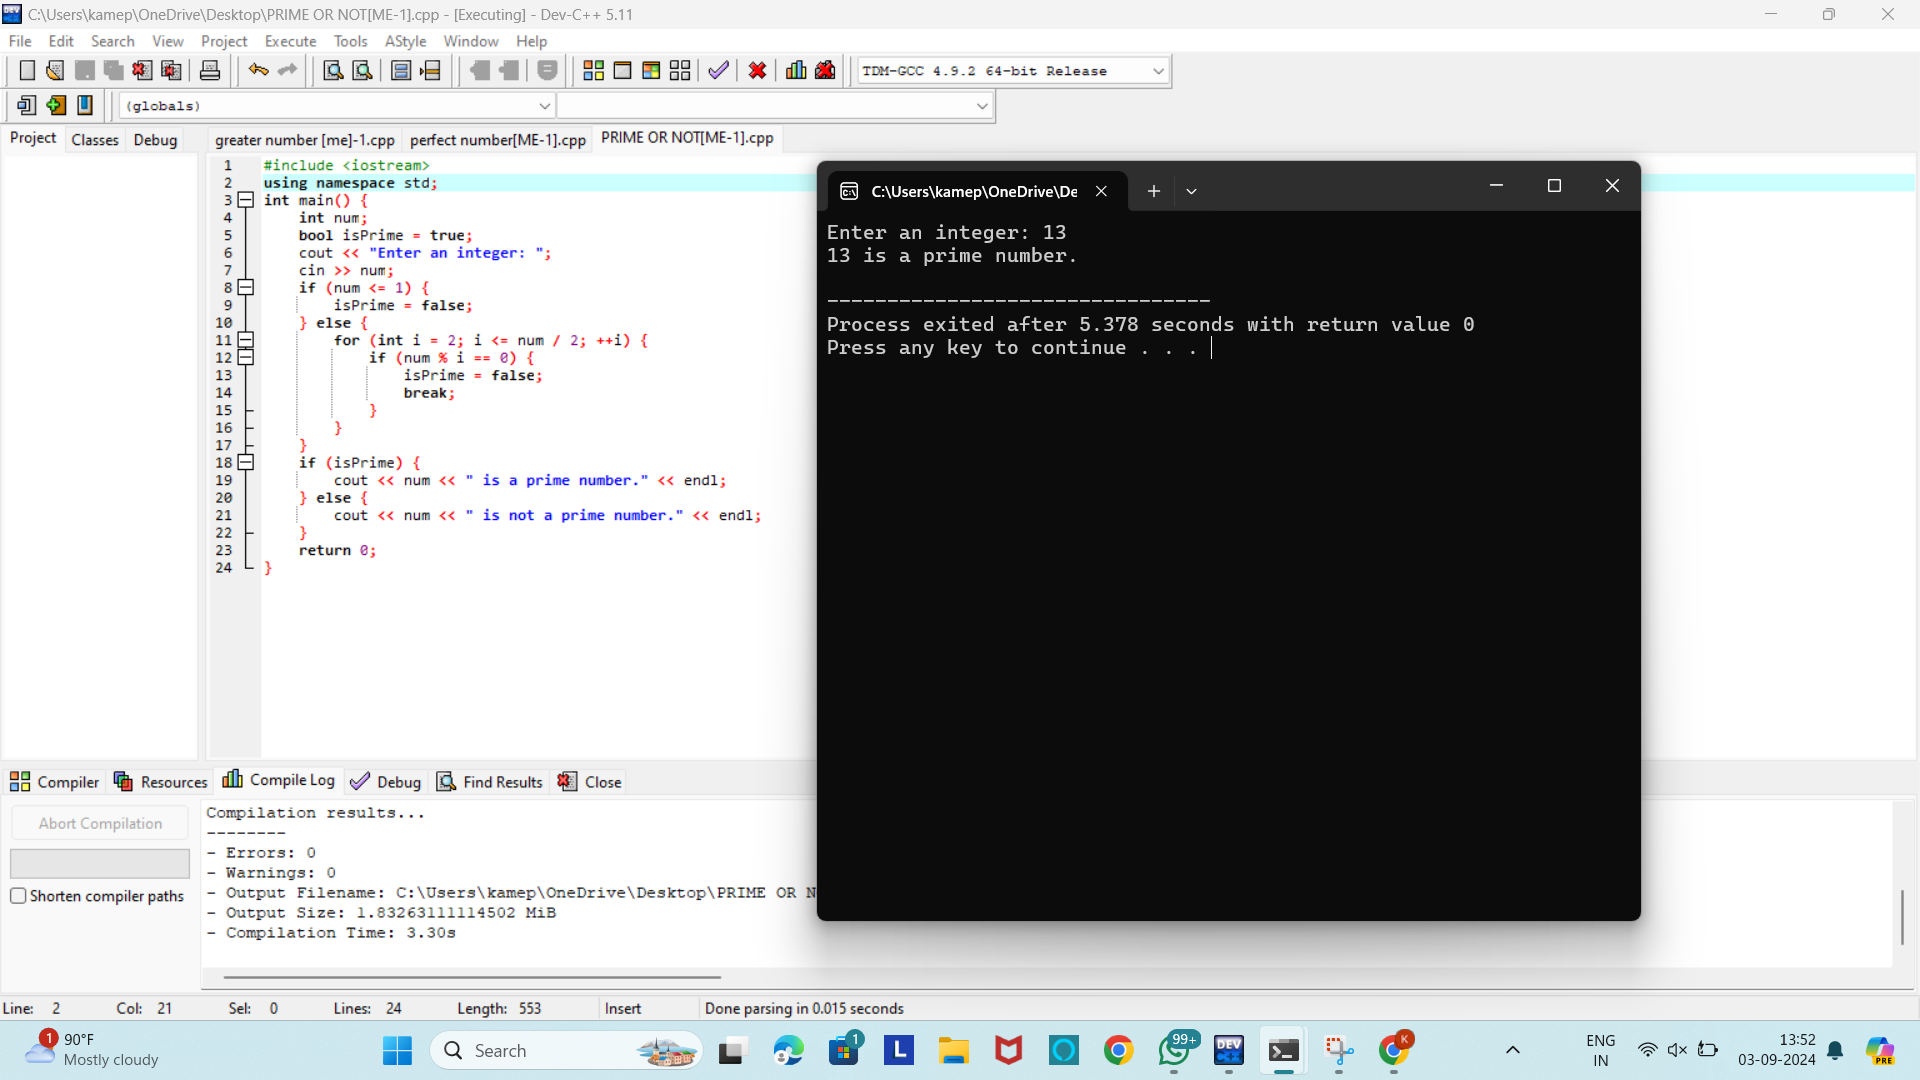 C:\Users\kamep\OneDrive\Desktop\PRIME OR NOT[ME-1].cpp - [Executing] - Dev-C++ 5.11
File Edit Search View Project Execute Tools AStyle Window Help
TDM-GCC 4.9.2 64-bit Release
(globals)
Project Classes Debug
greater number [me]-1.cpp perfect number[ME-1].cpp PRIME OR NOT[ME-1].cpp
1 #include <iostream>
2 using namespace std;
3 int main() {
4 int num;
5 bool isPrime = true;
6 cout << "Enter an integer: ";
7 cin >> num;
8 if (num <= 1) {
9 isPrime = false;
10 } else {
11 for (int i = 2; i <= num / 2; ++i) {
12 if (num % i == 0) {
13 isPrime = false;
14 break;
15 }
16 }
17 }
18 if (isPrime) {
19 cout << num << " is a prime number." << endl;
20 } else {
21 cout << num << " is not a prime number." << endl;
22 }
23 return 0;
24 }
C:\Users\kamep\OneDrive\De
Enter an integer: 13
13 is a prime number.
--------------------------------
Process exited after 5.378 seconds with return value 0
Press any key to continue . . .
Compiler Resources Compile Log Debug Find Results Close
Abort Compilation
Shorten compiler paths
Compilation results...
--------
- Errors: 0
- Warnings: 0
- Output Filename: C:\Users\kamep\OneDrive\Desktop\PRIME OR N
- Output Size: 1.83263111114502 MiB
- Compilation Time: 3.30s
Line: 2 Col: 21 Sel: 0 Lines: 24 Length: 553 Insert Done parsing in 0.015 seconds
1
90°F
Mostly cloudy
Search
1
L
99+
DEV
K
ENG
IN
13:52
03-09-2024
PRE